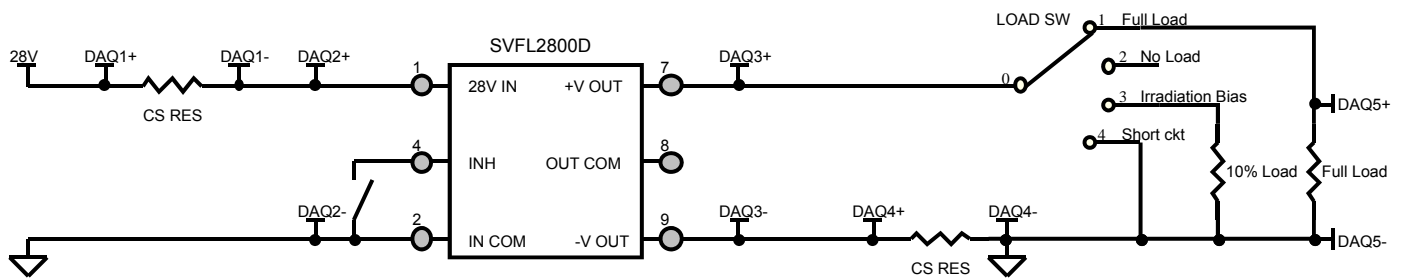 LOAD SW
1 Full Load
SVFL2800D
28V
DAQ1+
DAQ1-
DAQ2+
1
7
DAQ3+
2 No Load
0
28V IN
+V OUT
3 Irradiation Bias
DAQ5+
CS RES
4 Short ckt
4
INH
OUT COM
8
10% Load
Full Load
DAQ2-
2
IN COM
-V OUT
9
DAQ3-
DAQ4+
DAQ4-
DAQ5-
CS RES